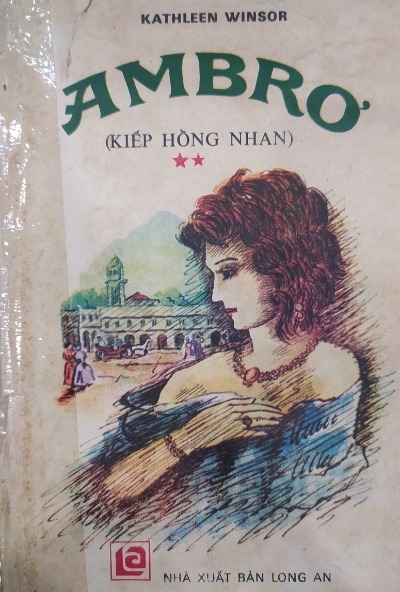 KATHLEEN WINSOR
AMBRƠ
(KIẾP HỒNG NHAN)
NHÀ XUẤT BẢN LONG AN